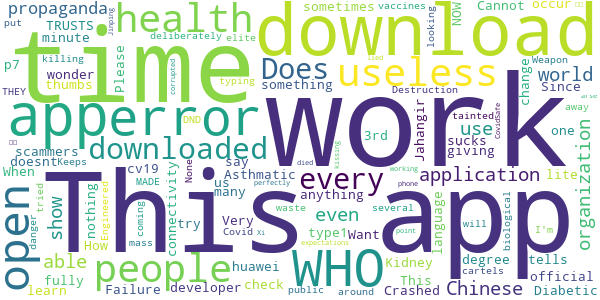 propaganda
health
sometimes
vaccines
NOW
Cannot
occur
put
TRUSTS
Jinping
deliberately
elite
looking
minute
Please
THEY
killing
time
download
p7
wonder
corrupted
typing
Does
something
useless
change
world
Weapon
thumbs
Destruction
Since
apperror
work
DND
3rd
use
tainted
CovidSafe
away
one
scammers
downloaded
Jahangir
sucks
giving
doesnt
Keeps
cv19
None
say
Asthmatic
When
MADE
us
many
anything
every
application
lite
organization
open
show
nothing
This
app
tried
Engineered
coming
connectivity
try
waste
even
several
language
danger
people
Very
Covid
Xi
type1
WHO
Want
Kidney
degree
biological
will
I'm
able
How
mass
huawei
died
kissing
working
perfectly
phone
point
This
tells
cartels
fully
Failure
developer
check
expectations
Crashed
Chinese
official
learn
public
around
Diabetic